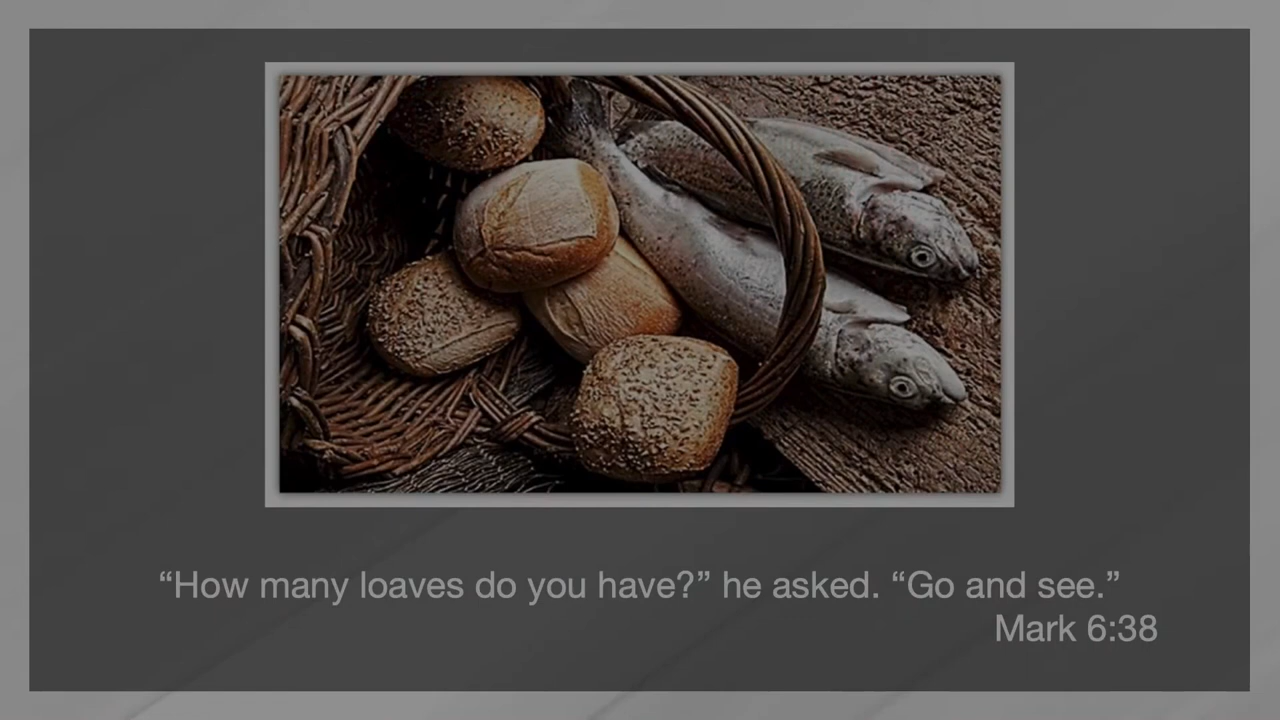 “How many loaves do you have?” he asked. “Go and see.”
Mark 6:38